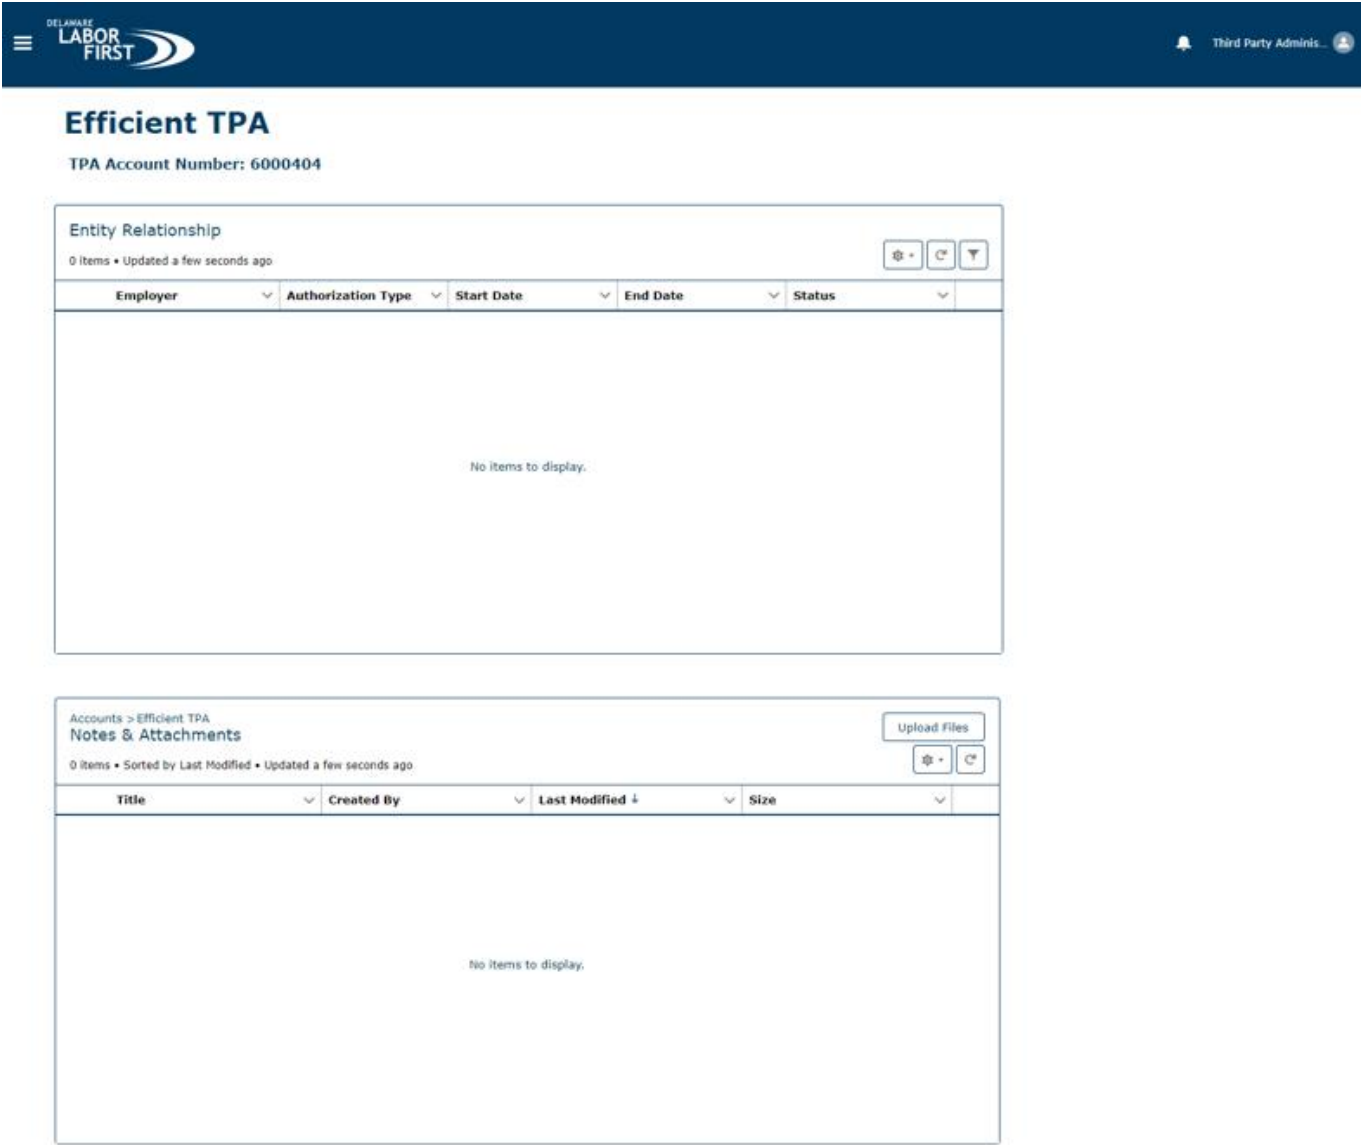 DELAWARE
LABOR
FIRST
Third Party Adminis...
Efficient TPA
TPA Account Number: 6000404
Entity Relationship
0 items • Updated a few seconds ago
Employer Authorization Type Start Date End Date Status
No items to display.
Accounts > Efficient TPA
Upload Files
Notes & Attachments
0 items • Sorted by Last Modified • Updated a few seconds ago
Title Created By Last Modified ↓ Size
No items to display.